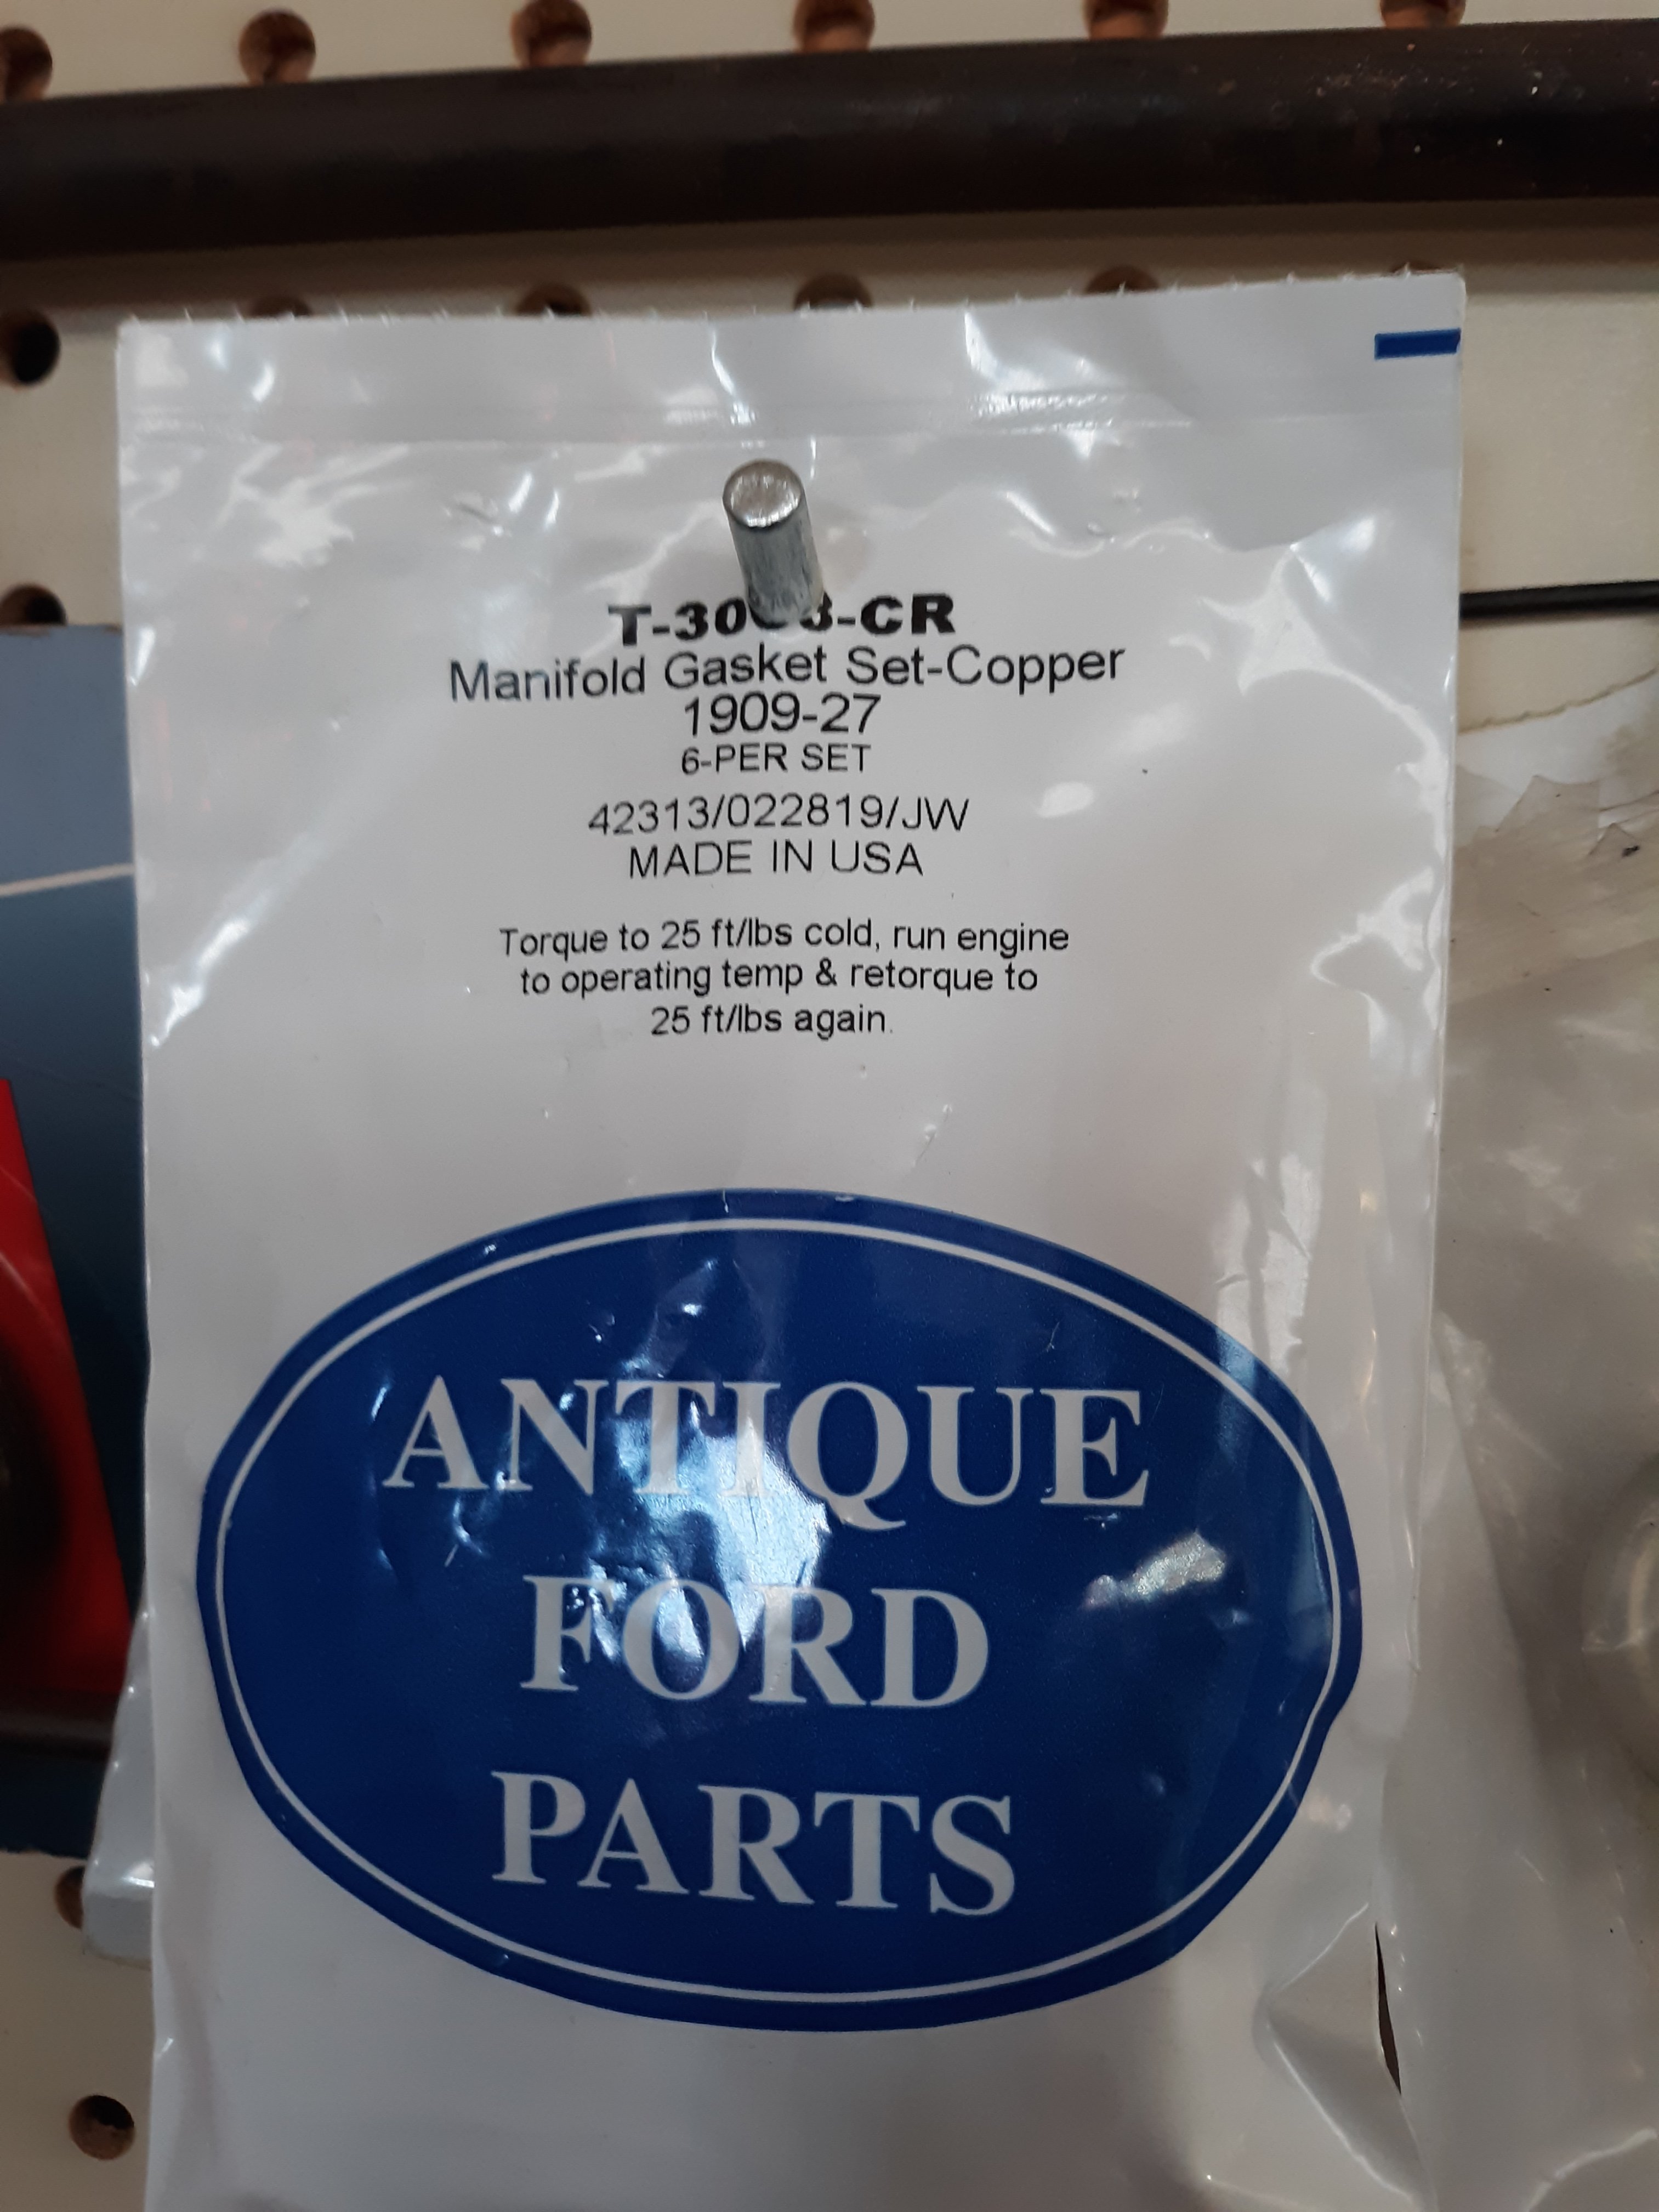 Manifold Gasket Set-Copper
1909-27
6-PER SET
42313/022819/JW
MADE IN USA
Torque to 25 ft/lbs cold, run engine
to operating temp & retorque to
25 ft/lbs again.
ANTIQUE
FORD
PARTS